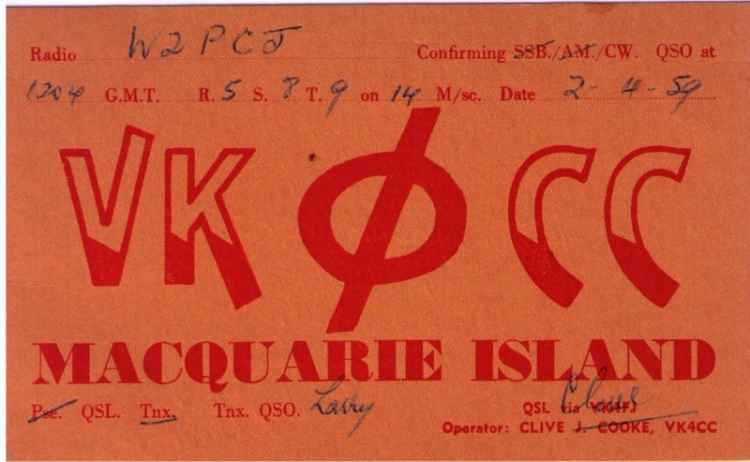 Radio W2PCJ Confirming SSB./AM./CW. QSO at
1204 G.M.T. R. 5 S. 8 T. 9 on 14 M/sc. Date 2-4-59
VKØCC
MACQUARIE ISLAND
Pse. QSL. Tnx. Tnx. QSO. Larry QSL via VK4FJ
Clive
Operator: CLIVE J. COOKE, VK4CC